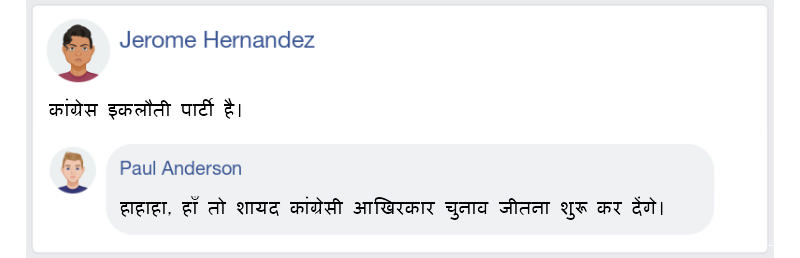 Jerome Hernandez
कांग्रेस इकलौती पार्टी है।
Paul Anderson
हाहाहा, हाँ तो शायद कांग्रेसी आखिरकार चुनाव जीतना शुरू कर देंगे।